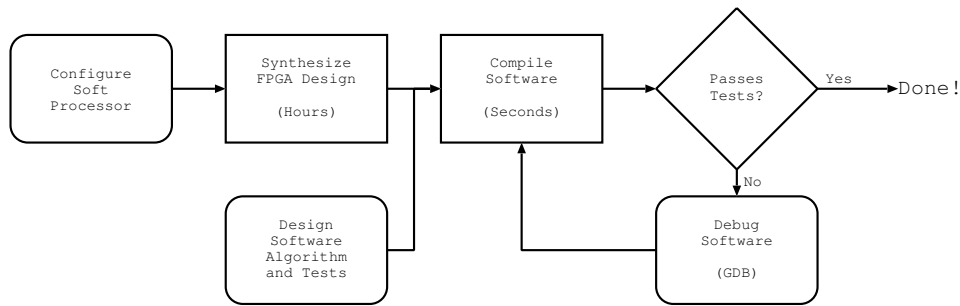 Configure
Soft
Processor
Synthesize
FPGA Design
(Hours)
Compile
Software
(Seconds)
Passes
Tests?
Yes
Done!
No
Design
Software
Algorithm
and Tests
Debug
Software
(GDB)